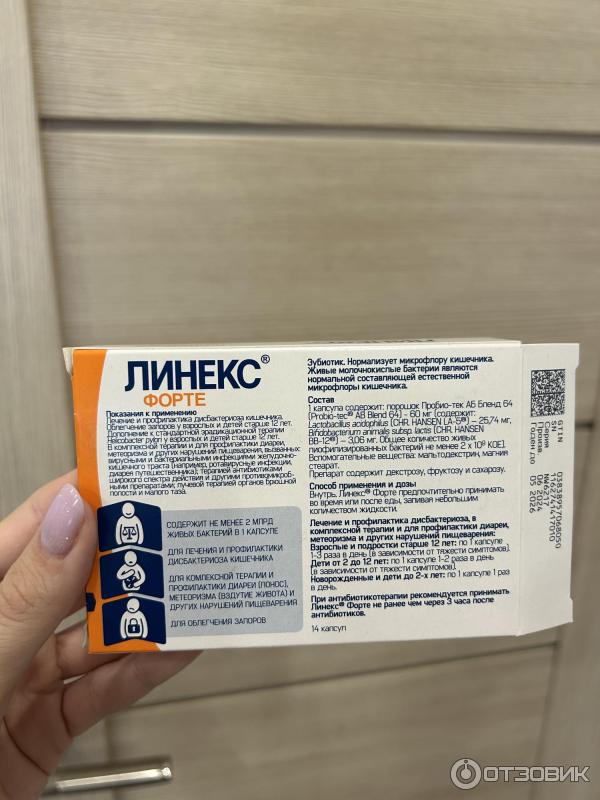 ЛИНЕКС®
ФОРТЕ
Показания к применению
Лечение и профилактика дисбактериоза кишечника.
Облегчение запоров у взрослых и детей старше 12 лет.
Дополнение к стандартной эрадикационной терапии
Helicobacter pylori у взрослых и детей старше 12 лет.
В комплексной терапии и для профилактики диареи,
метеоризма и других нарушений пищеварения, вызванных:
вирусными и бактериальными инфекциями желудочно-
кишечного тракта (например, ротавирусные инфекции,
диарея путешественника); терапией антибиотиками
широкого спектра действия и другими противомикроб-
ными препаратами; лучевой терапией органов брюшной
полости и малого таза.
СОДЕРЖИТ НЕ МЕНЕЕ 2 МЛРД
ЖИВЫХ БАКТЕРИЙ В 1 КАПСУЛЕ
ДЛЯ ЛЕЧЕНИЯ И ПРОФИЛАКТИКИ
ДИСБАКТЕРИОЗА КИШЕЧНИКА
ДЛЯ КОМПЕКСНОЙ ТЕРАПИИ И
ПРОФИЛАКТИКИ ДИАРЕИ (ПОНОС),
МЕТЕОРИЗМА (ВЗДУТИЕ ЖИВОТА) И
ДРУГИХ НАРУШЕНИЙ ПИЩЕВАРЕНИЯ
ДЛЯ ОБЛЕГЧЕНИЯ ЗАПОРОВ
Зубиотик. Нормализует микрофлору кишечника.
Живые молочнокислые бактерии являются
нормальной составляющей естественной
микрофлоры кишечника.
Состав
1 капсула содержит: порошок Пробио-тек АБ Бленд 64
(Probio-tec® AB Blend 64) – 60 мг (содержит:
Lactobacillus acidophilus [CHR. HANSEN LA-5®] – 25,74 мг,
Bifidobacterium animalis subsp. lactis [CHR. HANSEN
BB-12®] – 3,06 мг. Общее количество живых
лиофилизированных бактерий не менее 2 x 10⁹ КОЕ).
Вспомогательные вещества: мальтодекстрин, магния
стеарат.
Препарат содержит декстрозу, фруктозу и сахарозу.
Способ применения и дозы
Внутрь. Линекс® Форте предпочтительно принимать
во время или после еды, запивая небольшим
количеством жидкости.
Лечение и профилактика дисбактериоза, в
комплексной терапии и для профилактики диареи,
метеоризма и других нарушений пищеварения:
Взрослые и подростки старше 12 лет: по 1 капсуле
1-3 раза в день (в зависимости от тяжести симптомов).
Дети от 2 до 12 лет: по 1 капсуле 1-2 раза в день
(в зависимости от тяжести симптомов).
Новорожденные и дети до 2-х лет: по 1 капсуле 1 раз
в день.
При антибиотикотерапии рекомендуется принимать
Линекс® Форте не ранее чем через 3 часа после
антибиотиков.
14 капсул
GTIN
SN
Серия
Произв.
Годен до
03838957068050
06 2024
05 2026
ОТЗОВИК